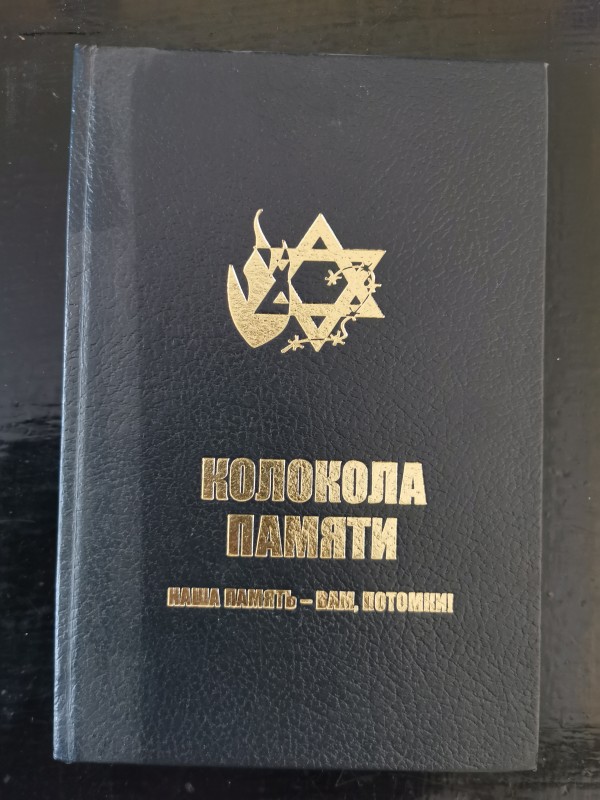 КОЛОКОЛА
ПАМЯТИ
НАША ПАМЯТЬ – ВАМ, ПОТОМКИ!